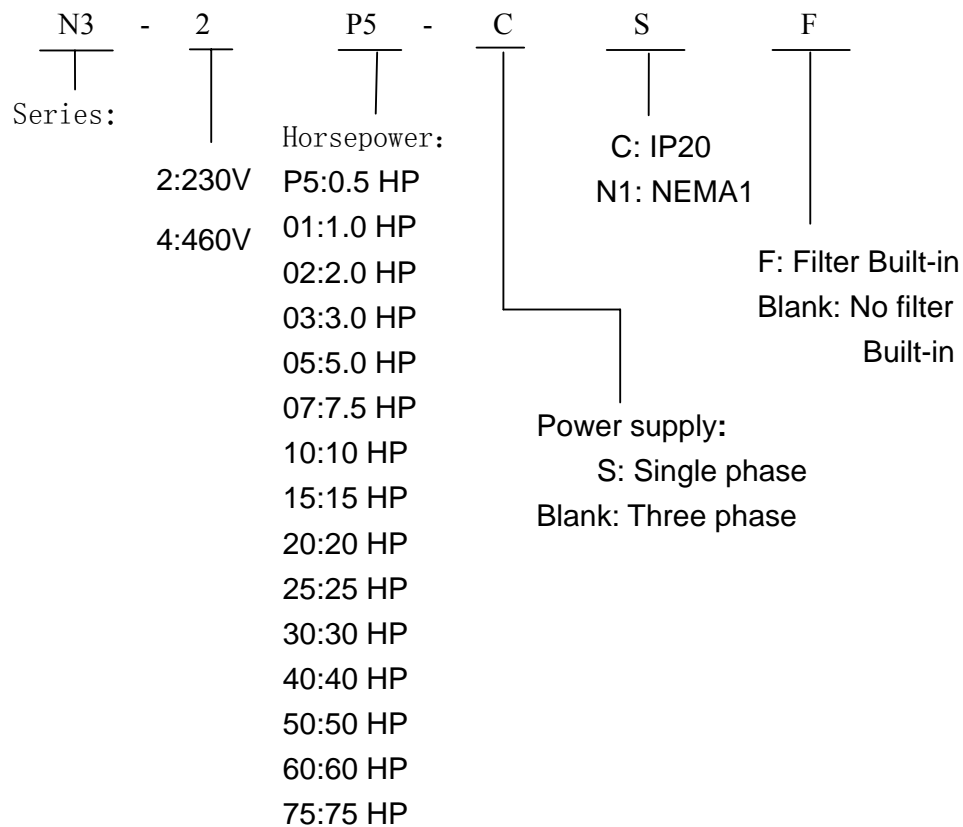 N3 - 2 P5 - C S F
Series:
Horsepower:
2:230V
4:460V
P5:0.5 HP
01:1.0 HP
02:2.0 HP
03:3.0 HP
05:5.0 HP
07:7.5 HP
10:10 HP
15:15 HP
20:20 HP
25:25 HP
30:30 HP
40:40 HP
50:50 HP
60:60 HP
75:75 HP
C: IP20
N1: NEMA1
Power supply:
S: Single phase
Blank: Three phase
F: Filter Built-in
Blank: No filter
Built-in